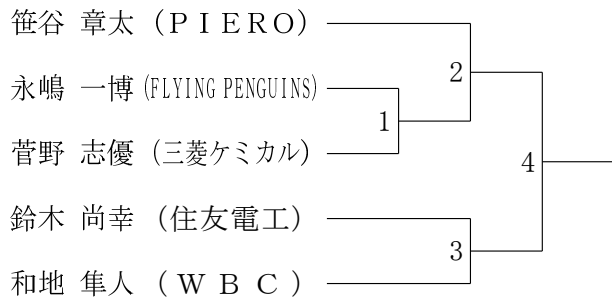 笹谷 章太 (ＰＩＥＲＯ)
2
永嶋 一博 (FLYING PENGUINS)
1
菅野 志優 (三菱ケミカル)
4
鈴木 尚幸 (住友電工)
3
和地 隼人 (ＷＢＣ)